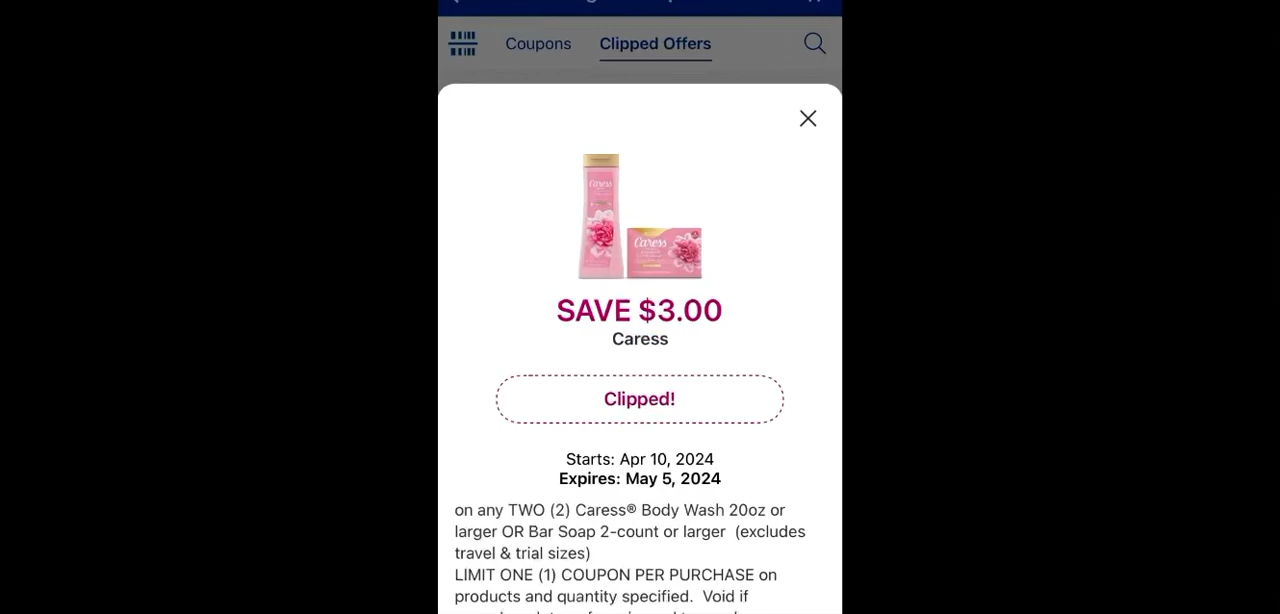 Coupons Clipped Offers
Caress
Caress
SAVE $3.00
Caress
Clipped!
Starts: Apr 10, 2024
Expires: May 5, 2024
on any TWO (2) Caress® Body Wash 20oz or
larger OR Bar Soap 2-count or larger (excludes
travel & trial sizes)
LIMIT ONE (1) COUPON PER PURCHASE on
products and quantity specified. Void if